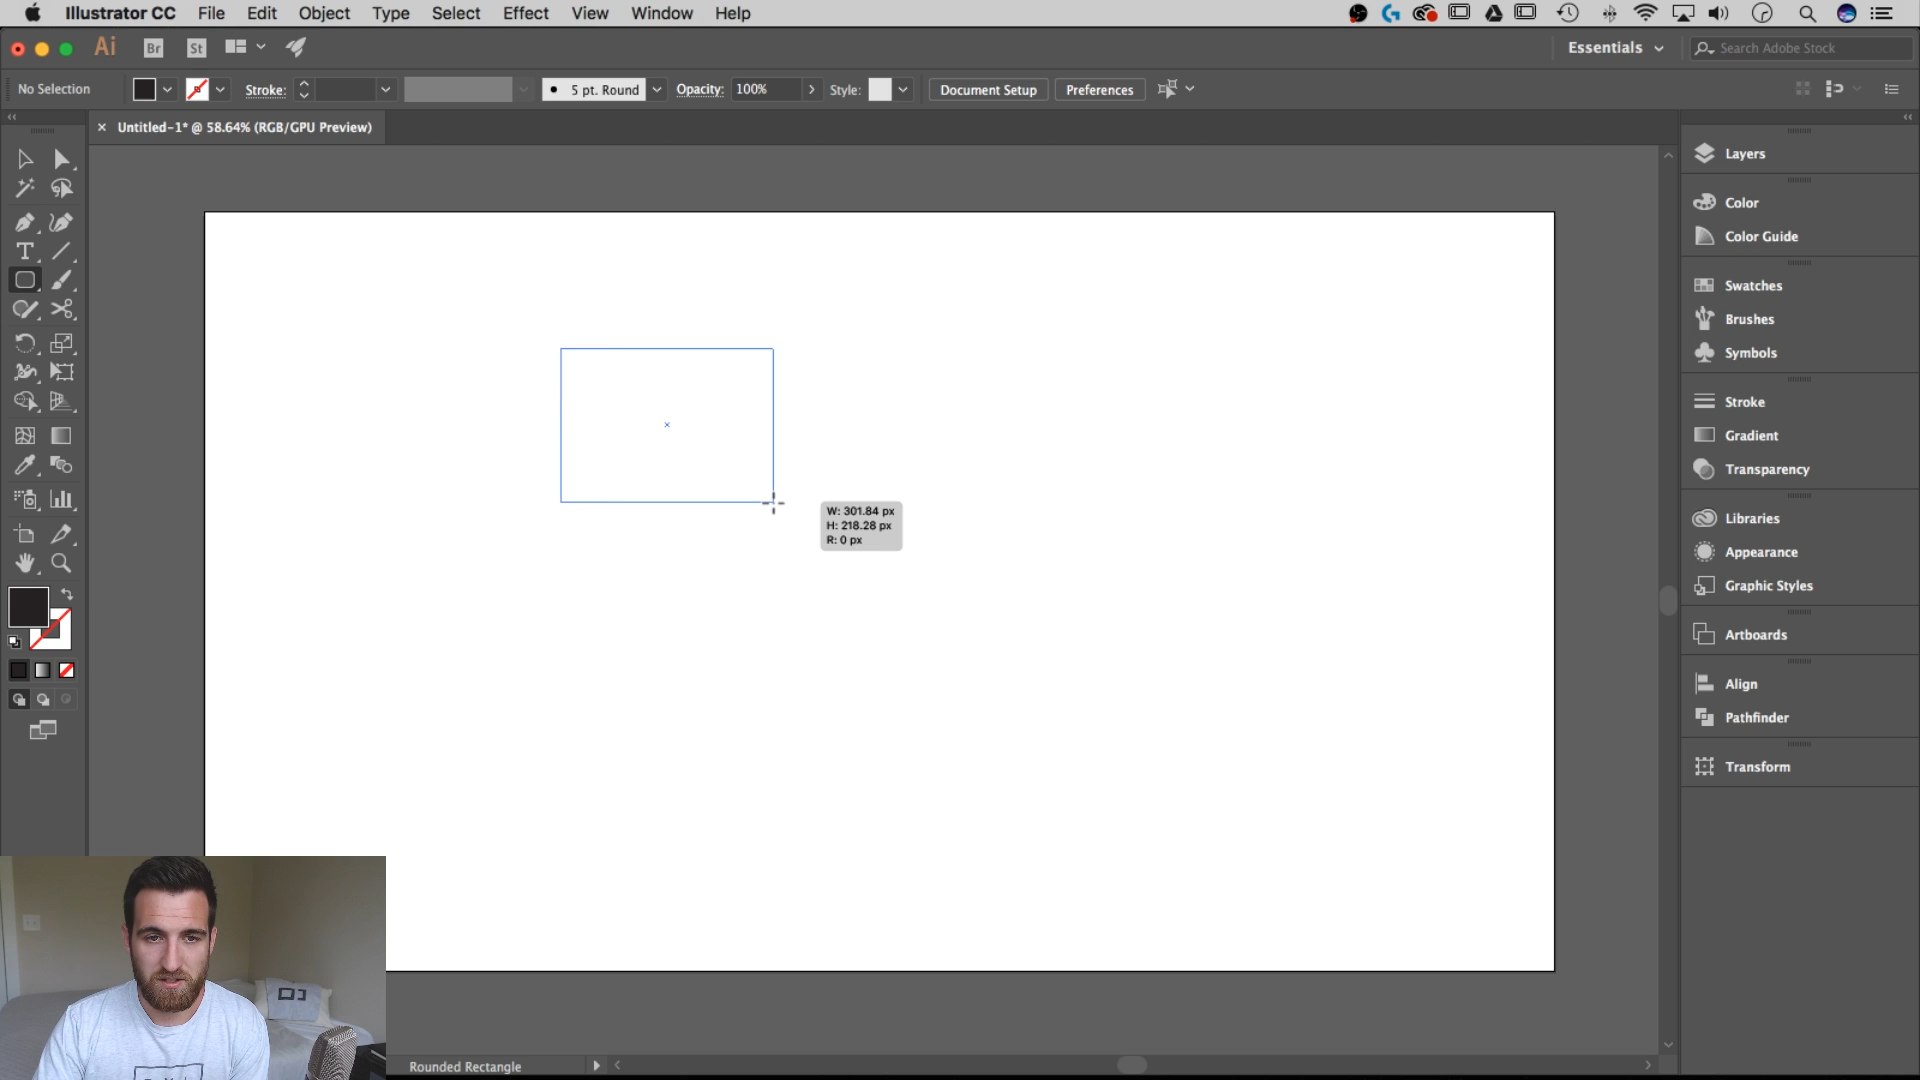 Illustrator CC File Edit Object Type Select Effect View Window Help
Ai Br St Essentials Search Adobe Stock
No Selection Stroke: 5 pt. Round Opacity: 100% Style: Document Setup Preferences
Untitled-1* @ 58.64% (RGB/GPU Preview)
Layers
Color
Color Guide
Swatches
Brushes
Symbols
Stroke
Gradient
Transparency
Libraries
Appearance
Graphic Styles
Artboards
Align
Pathfinder
Transform
W: 301.84 px
H: 218.28 px
R: 0 px
Rounded Rectangle